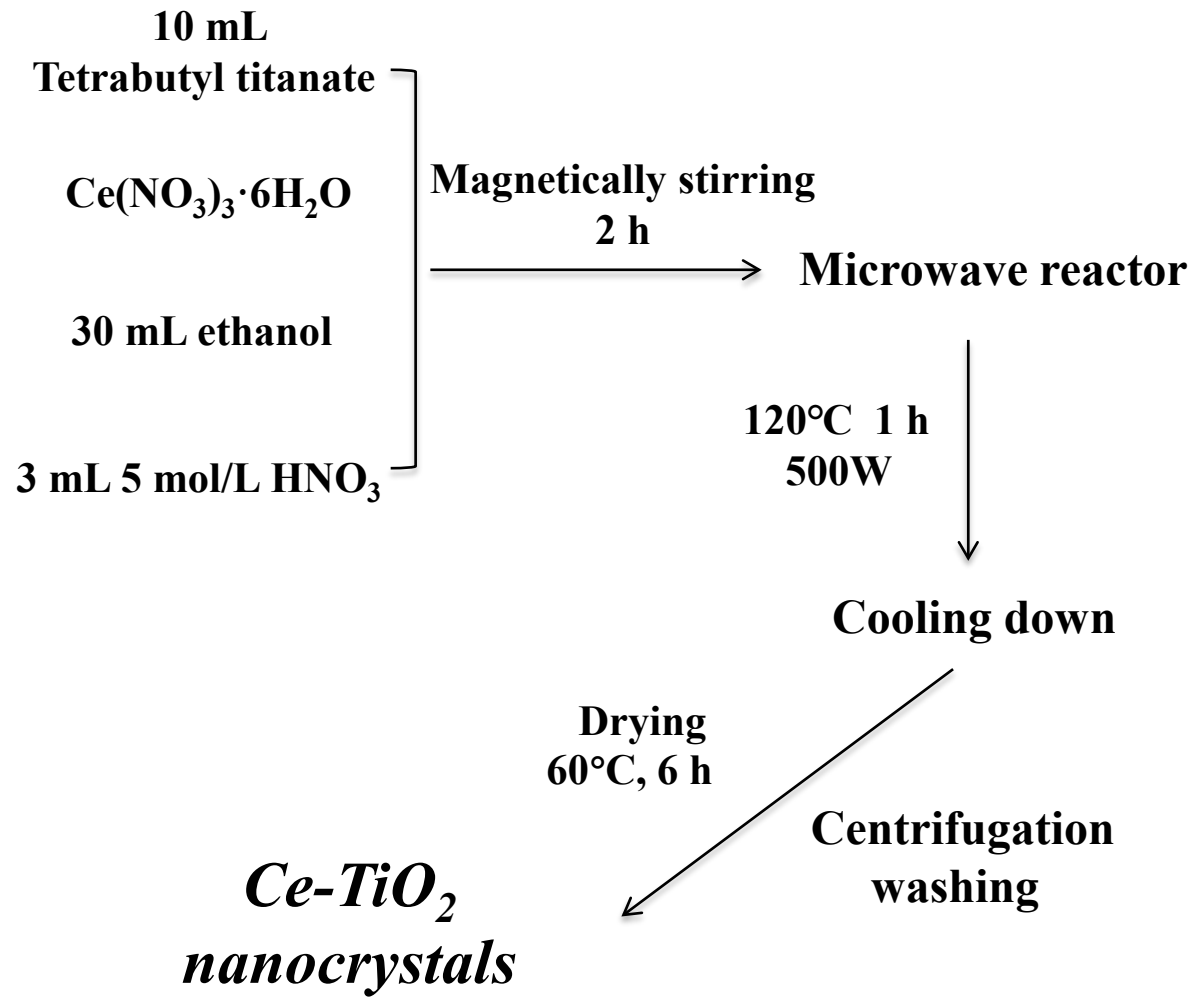 10 mL
Tetrabutyl titanate
Ce(NO₃)₃·6H₂O
30 mL ethanol
3 mL 5 mol/L HNO₃
Magnetically stirring
2 h
Microwave reactor
120°C 1 h
500W
Cooling down
Drying
60°C, 6 h
Centrifugation
washing
Ce-TiO₂
nanocrystals